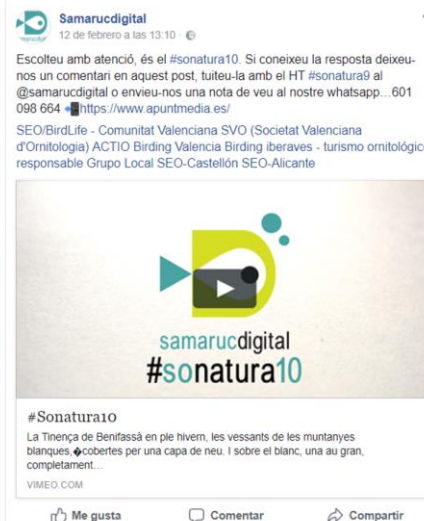 Samarucdigital
12 de febrero a las 13:10 ·
Escolteu amb atenció, és el #sonatura10. Si coneixeu la resposta deixeu-
nos un comentari en aquest post, tuiteu-la amb el HT #sonatura9 al
@samarucdigital o envieu-nos una nota de veu al nostre whatsapp…601
098 664 📲https://www.apuntmedia.es/
SEO/BirdLife - Comunitat Valenciana SVO (Societat Valenciana
d'Ornitologia) ACTIO Birding Valencia Birding iberaves - turismo ornitológico
responsable Grupo Local SEO-Castellón SEO-Alicante
samarucdigital
#sonatura10
#Sonatura10
La Tinença de Benifassà en ple hivern, les vessants de les muntanyes
blanques,�cobertes per una capa de neu. I sobre el blanc, una au gran,
completament…
VIMEO.COM
Me gusta Comentar Compartir